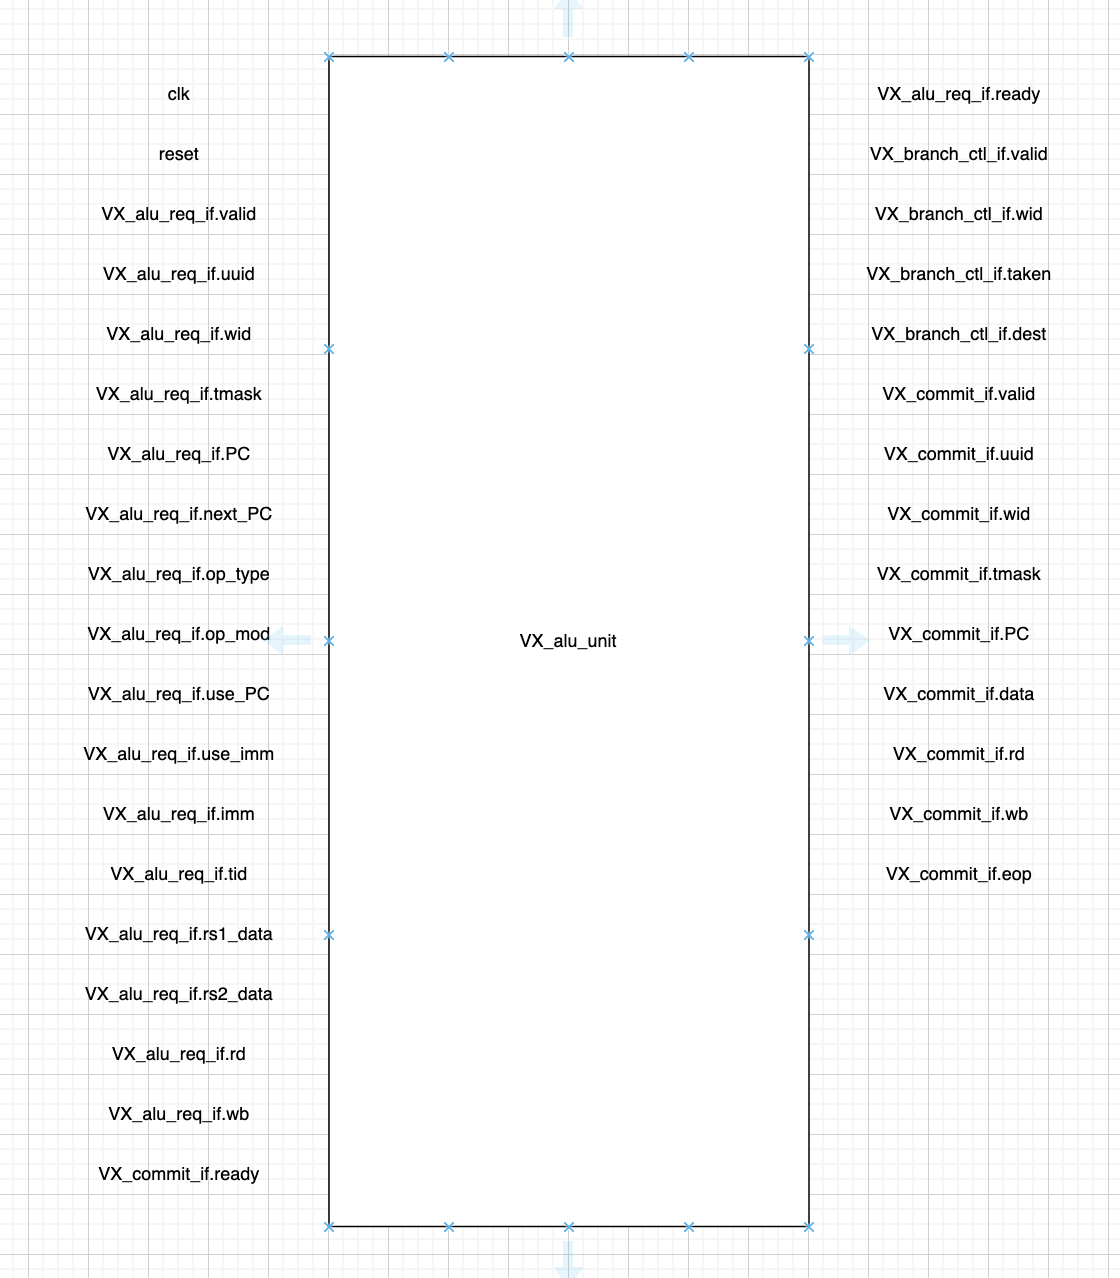 clk
reset
VX_alu_req_if.valid
VX_alu_req_if.uuid
VX_alu_req_if.wid
VX_alu_req_if.tmask
VX_alu_req_if.PC
VX_alu_req_if.next_PC
VX_alu_req_if.op_type
VX_alu_req_if.op_mod
VX_alu_req_if.use_PC
VX_alu_req_if.use_imm
VX_alu_req_if.imm
VX_alu_req_if.tid
VX_alu_req_if.rs1_data
VX_alu_req_if.rs2_data
VX_alu_req_if.rd
VX_alu_req_if.wb
VX_commit_if.ready
VX_alu_unit
VX_alu_req_if.ready
VX_branch_ctl_if.valid
VX_branch_ctl_if.wid
VX_branch_ctl_if.taken
VX_branch_ctl_if.dest
VX_commit_if.valid
VX_commit_if.uuid
VX_commit_if.wid
VX_commit_if.tmask
VX_commit_if.PC
VX_commit_if.data
VX_commit_if.rd
VX_commit_if.wb
VX_commit_if.eop